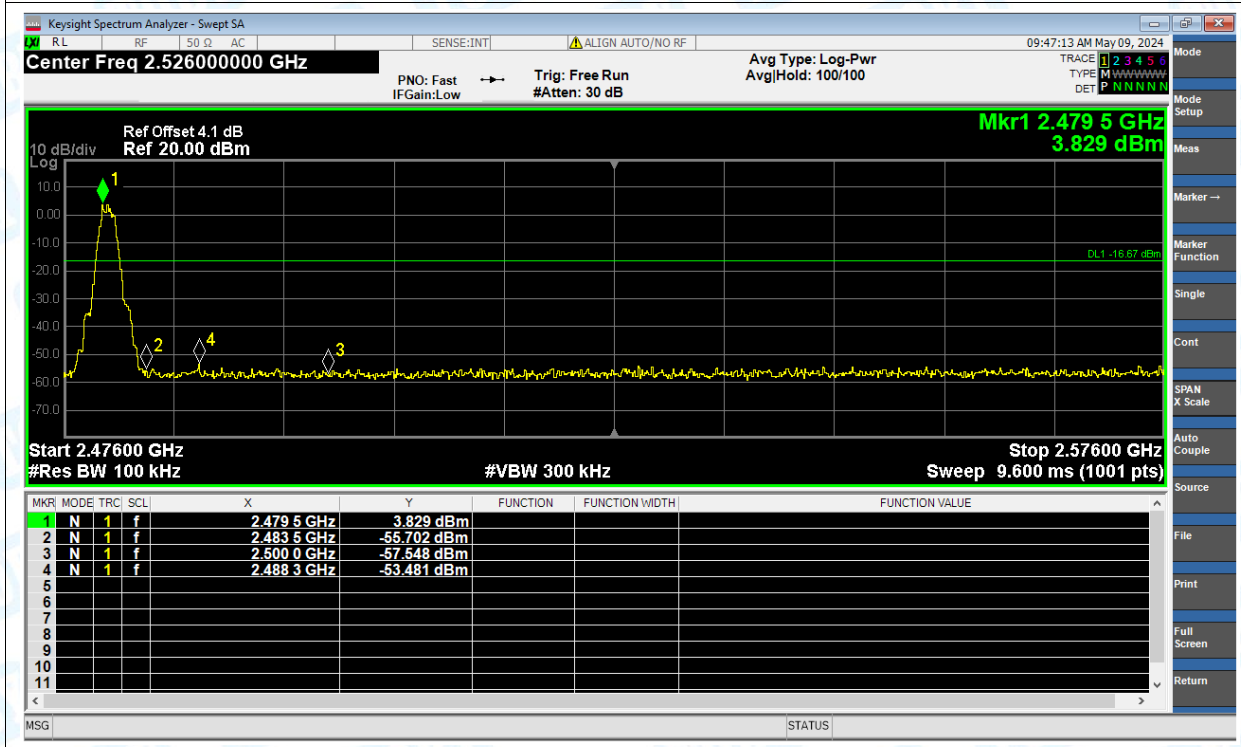 Keysight Spectrum Analyzer - Swept SA
LXI RL RF 50 Ω AC SENSE:INT ALIGN AUTO/NO RF 09:47:13 AM May 09, 2024
Center Freq 2.526000000 GHz
PNO: Fast
IFGain:Low
Trig: Free Run
#Atten: 30 dB
Avg Type: Log-Pwr
Avg|Hold: 100/100
TRACE 1 2 3 4 5 6
TYPE M WWWWW
DET P N N N N N
Mkr1 2.479 5 GHz
3.829 dBm
Ref Offset 4.1 dB
10 dB/div Ref 20.00 dBm
Log
10.0
0.00
-10.0
-20.0
-30.0
-40.0
-50.0
-60.0
-70.0
1
2
4
3
DL1 -16.67 dBm
Start 2.47600 GHz Stop 2.57600 GHz
#Res BW 100 kHz #VBW 300 kHz Sweep 9.600 ms (1001 pts)
MKR MODE TRC SCL X Y FUNCTION FUNCTION WIDTH FUNCTION VALUE
1 N 1 f 2.479 5 GHz 3.829 dBm
2 N 1 f 2.483 5 GHz -55.702 dBm
3 N 1 f 2.500 0 GHz -57.548 dBm
4 N 1 f 2.488 3 GHz -53.481 dBm
5
6
7
8
9
10
11
MSG STATUS
Mode
Mode
Setup
Meas
Marker →
Marker
Function
Single
Cont
SPAN
X Scale
Auto
Couple
Source
File
Print
Full
Screen
Return